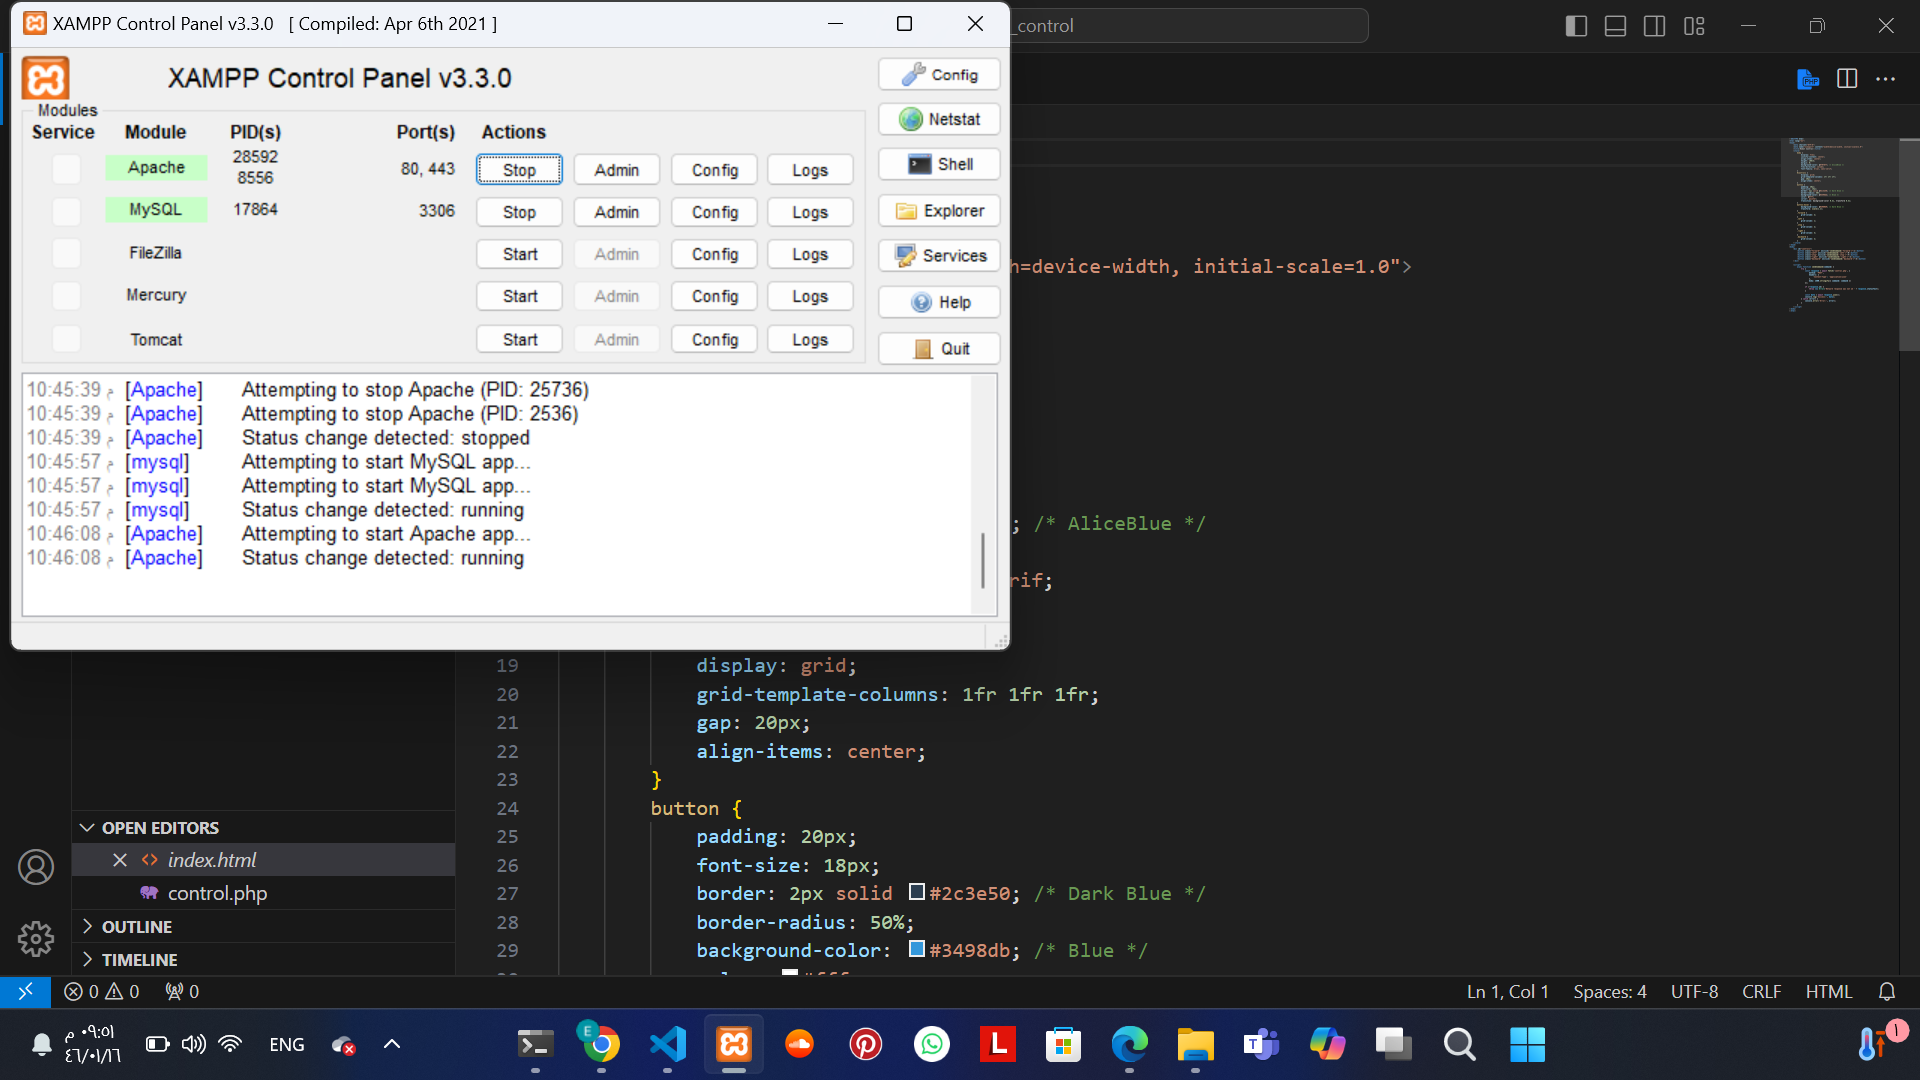 XAMPP Control Panel v3.3.0 [ Compiled: Apr 6th 2021 ]
_control
XAMPP Control Panel v3.3.0
Config
Modules
Service Module PID(s) Port(s) Actions
Netstat
Apache 28592 8556 80, 443 Stop Admin Config Logs
Shell
MySQL 17864 3306 Stop Admin Config Logs
Explorer
FileZilla Start Admin Config Logs
Services
Mercury Start Admin Config Logs
Help
Tomcat Start Admin Config Logs
Quit
10:45:39 م [Apache] Attempting to stop Apache (PID: 25736)
10:45:39 م [Apache] Attempting to stop Apache (PID: 2536)
10:45:39 م [Apache] Status change detected: stopped
10:45:57 م [mysql] Attempting to start MySQL app...
10:45:57 م [mysql] Attempting to start MySQL app...
10:45:57 م [mysql] Status change detected: running
10:46:08 م [Apache] Attempting to start Apache app...
10:46:08 م [Apache] Status change detected: running
h=device-width, initial-scale=1.0">
; /* AliceBlue */
rif;
19 display: grid;
20 grid-template-columns: 1fr 1fr 1fr;
21 gap: 20px;
22 align-items: center;
23 }
24 button {
25 padding: 20px;
26 font-size: 18px;
27 border: 2px solid #2c3e50; /* Dark Blue */
28 border-radius: 50%;
29 background-color: #3498db; /* Blue */
OPEN EDITORS
index.html
control.php
OUTLINE
TIMELINE
0 0 0
Ln 1, Col 1 Spaces: 4 UTF-8 CRLF HTML
٠٩:٥١ م
٤٦/٠١/١٦
ENG
E
L
T
PHP
١